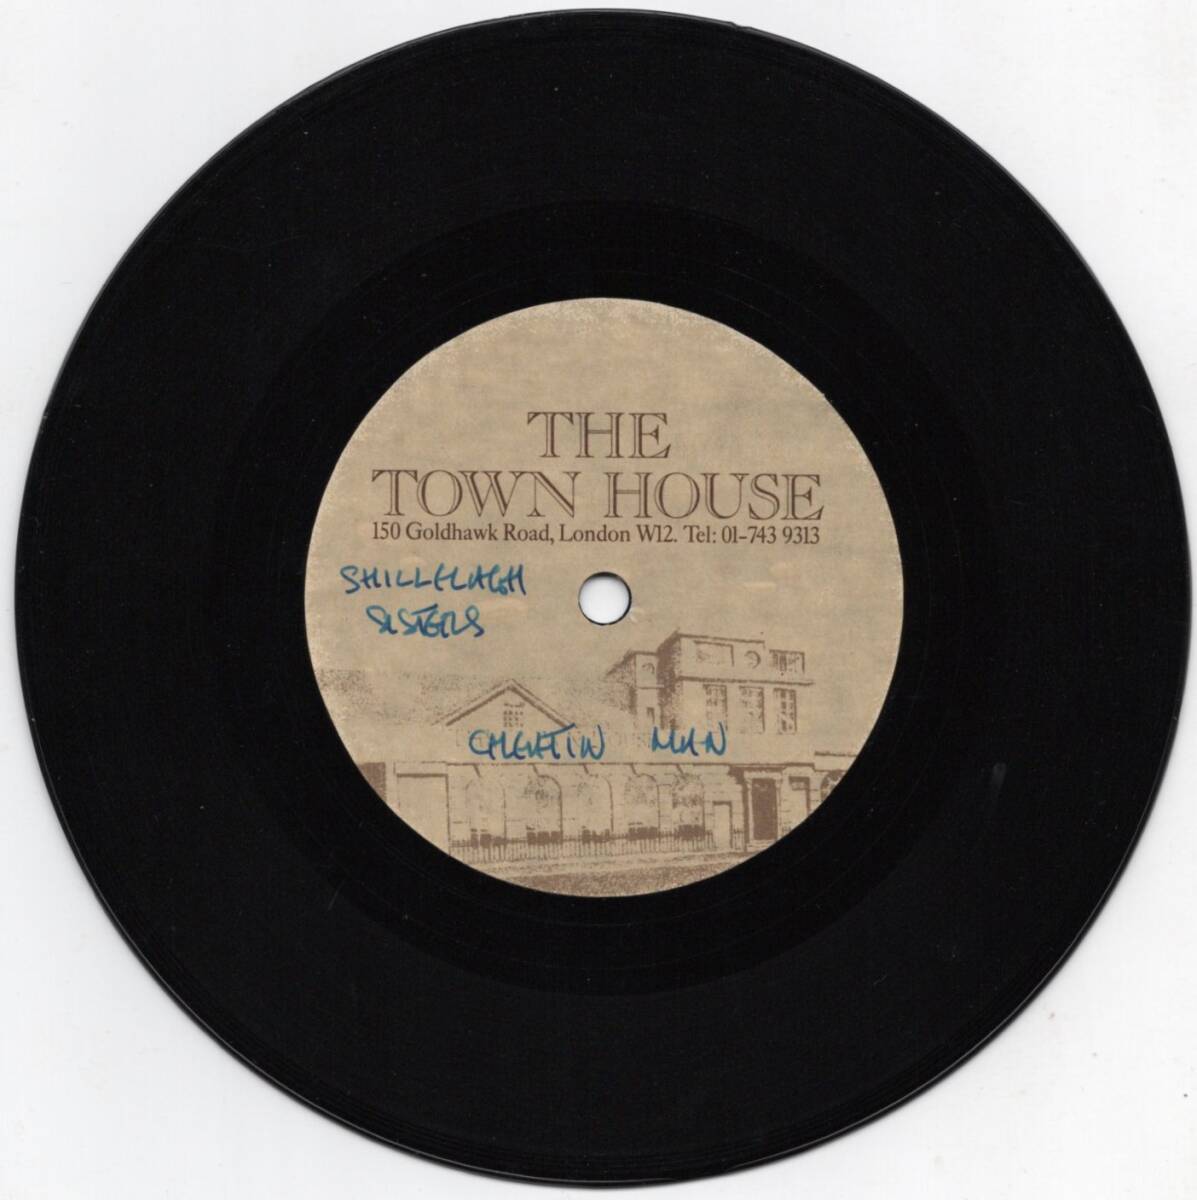 THE
TOWN HOUSE
150 Goldhawk Road, London W12. Tel: 01-743 9313
SHILLELAGH
SISTERS
CHEATIN MAN